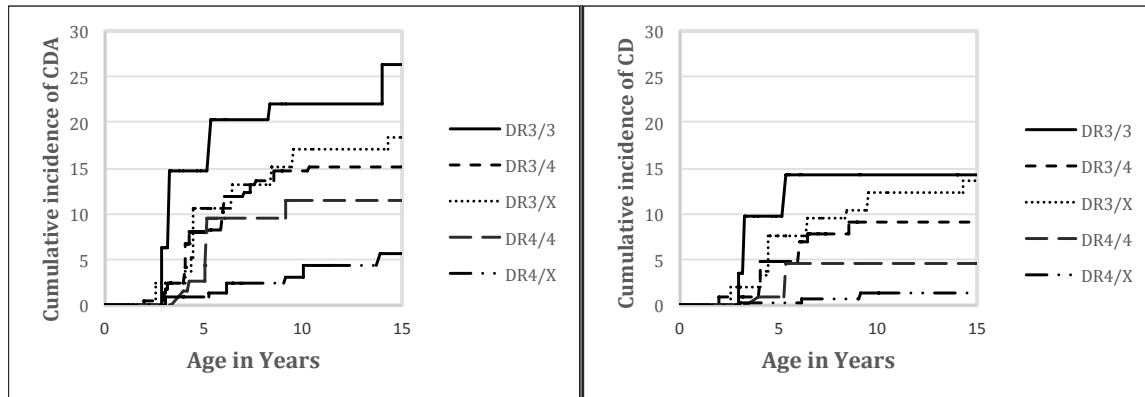 Cumulative incidence of CDA
30
25
20
15
10
5
0
0 5 10 15
Age in Years
DR3/3
DR3/4
DR3/X
DR4/4
DR4/X
Cumulative incidence of CD
30
25
20
15
10
5
0
0 5 10 15
Age in Years
DR3/3
DR3/4
DR3/X
DR4/4
DR4/X